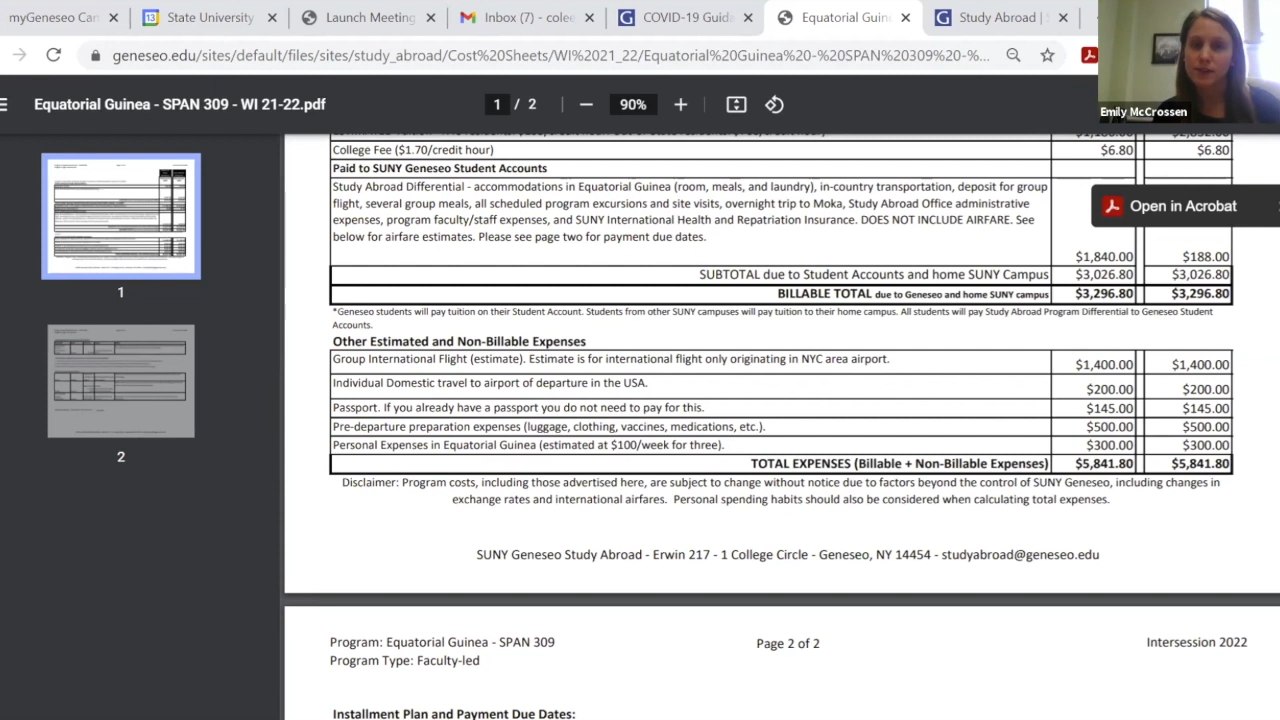 myGeneseo Car
13 State University
Launch Meeting
Inbox (7) - cole
COVID-19 Guid
Equatorial Guin
Study Abroad | S
geneseo.edu/sites/default/files/sites/study_abroad/Cost%20Sheets/WI%2021_22/Equatorial%20Guinea%20-%20SPAN%20309%20-%...
Equatorial Guinea - SPAN 309 - WI 21-22.pdf
1 / 2
90%
Emily McCrossen
Open in Acrobat
1
2
College Fee ($1.70/credit hour) $6.80 $6.80
Paid to SUNY Geneseo Student Accounts
Study Abroad Differential - accommodations in Equatorial Guinea (room, meals, and laundry), in-country transportation, deposit for group
flight, several group meals, all scheduled program excursions and site visits, overnight trip to Moka, Study Abroad Office administrative
expenses, program faculty/staff expenses, and SUNY International Health and Repatriation Insurance. DOES NOT INCLUDE AIRFARE. See
below for airfare estimates. Please see page two for payment due dates.
$1,840.00 $188.00
SUBTOTAL due to Student Accounts and home SUNY Campus $3,026.80 $3,026.80
BILLABLE TOTAL due to Geneseo and home SUNY campus $3,296.80 $3,296.80
*Geneseo students will pay tuition on their Student Account. Students from other SUNY campuses will pay tuition to their home campus. All students will pay Study Abroad Program Differential to Geneseo Student
Accounts.
Other Estimated and Non-Billable Expenses
Group International Flight (estimate). Estimate is for international flight only originating in NYC area airport. $1,400.00 $1,400.00
Individual Domestic travel to airport of departure in the USA. $200.00 $200.00
Passport. If you already have a passport you do not need to pay for this. $145.00 $145.00
Pre-departure preparation expenses (luggage, clothing, vaccines, medications, etc.). $500.00 $500.00
Personal Expenses in Equatorial Guinea (estimated at $100/week for three). $300.00 $300.00
TOTAL EXPENSES (Billable + Non-Billable Expenses) $5,841.80 $5,841.80
Disclaimer: Program costs, including those advertised here, are subject to change without notice due to factors beyond the control of SUNY Geneseo, including changes in
exchange rates and international airfares. Personal spending habits should also be considered when calculating total expenses.
SUNY Geneseo Study Abroad - Erwin 217 - 1 College Circle - Geneseo, NY 14454 - studyabroad@geneseo.edu
Program: Equatorial Guinea - SPAN 309 Page 2 of 2 Intersession 2022
Program Type: Faculty-led
Installment Plan and Payment Due Dates: